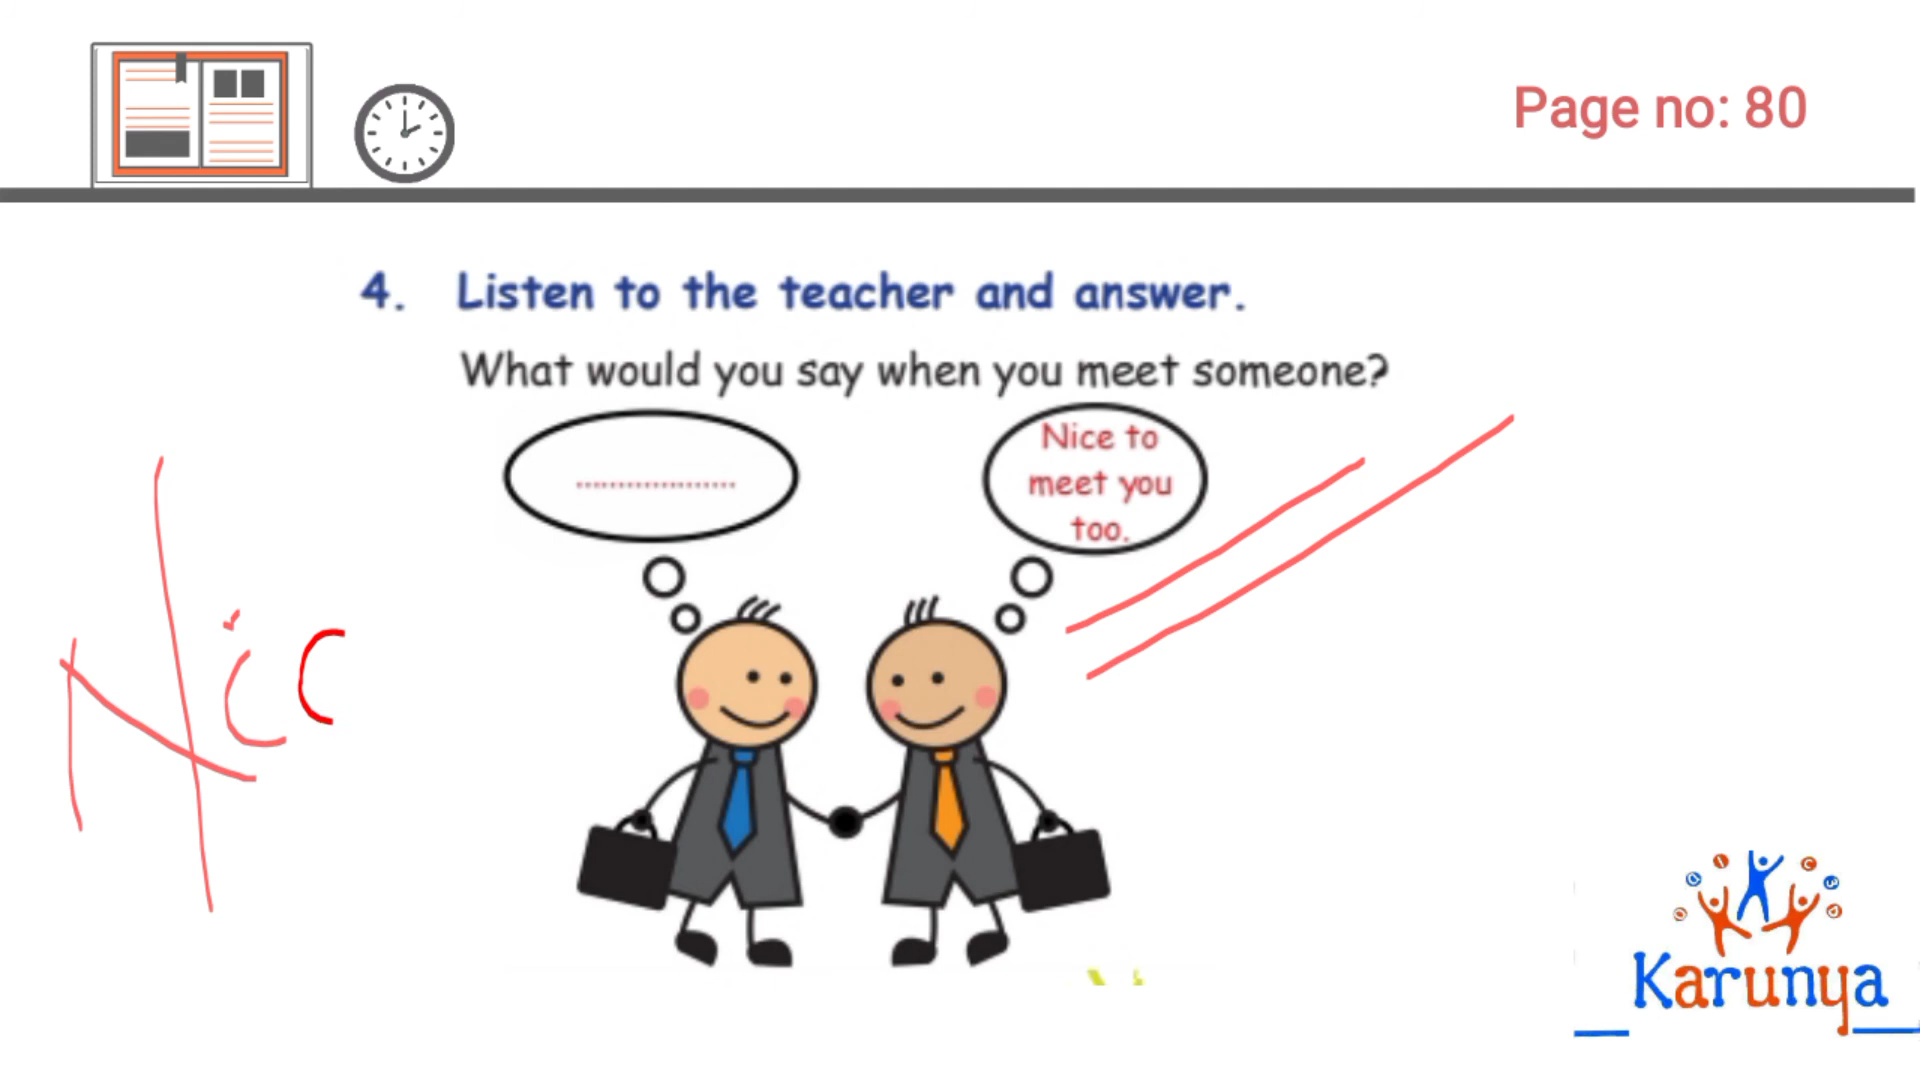 Page no: 80
4. Listen to the teacher and answer.
What would you say when you meet someone?
..................
Nice to
meet you
too.
Nic
Karunya